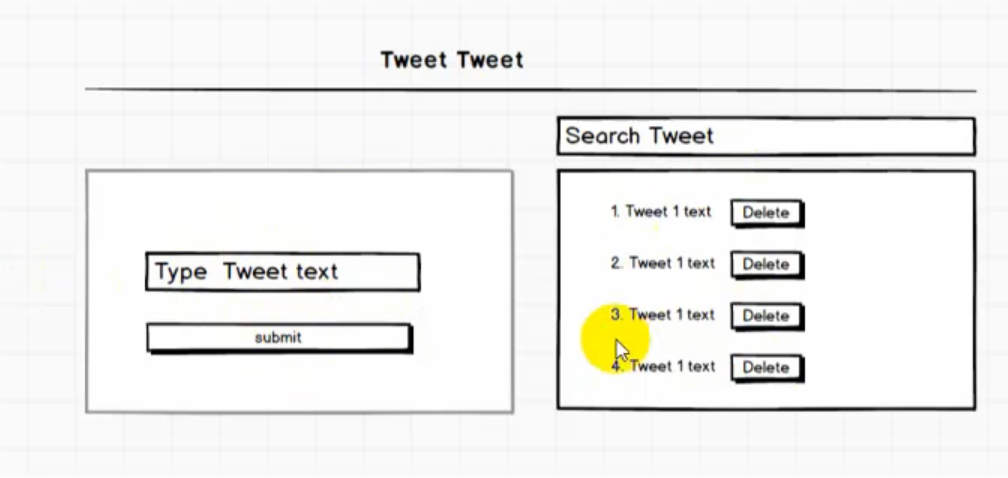 Tweet Tweet
Search Tweet
Type Tweet text
submit
1. Tweet 1 text Delete
2. Tweet 1 text Delete
3. Tweet 1 text Delete
4. Tweet 1 text Delete